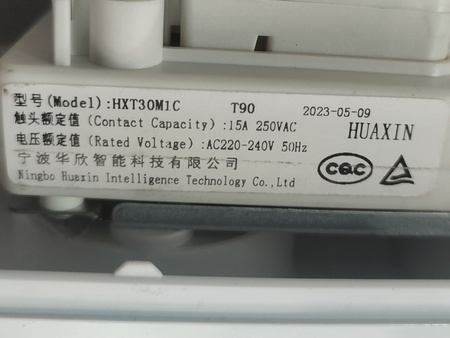 型号(Model):HXT30M1C T90 2023-05-09
触头额定值(Contact Capacity):15A 250VAC HUAXIN
电压额定值(Rated Voltage):AC220-240V 50Hz
宁波华欣智能科技有限公司 CQC
Ningbo Huaxin Intelligence Technology Co.,Ltd